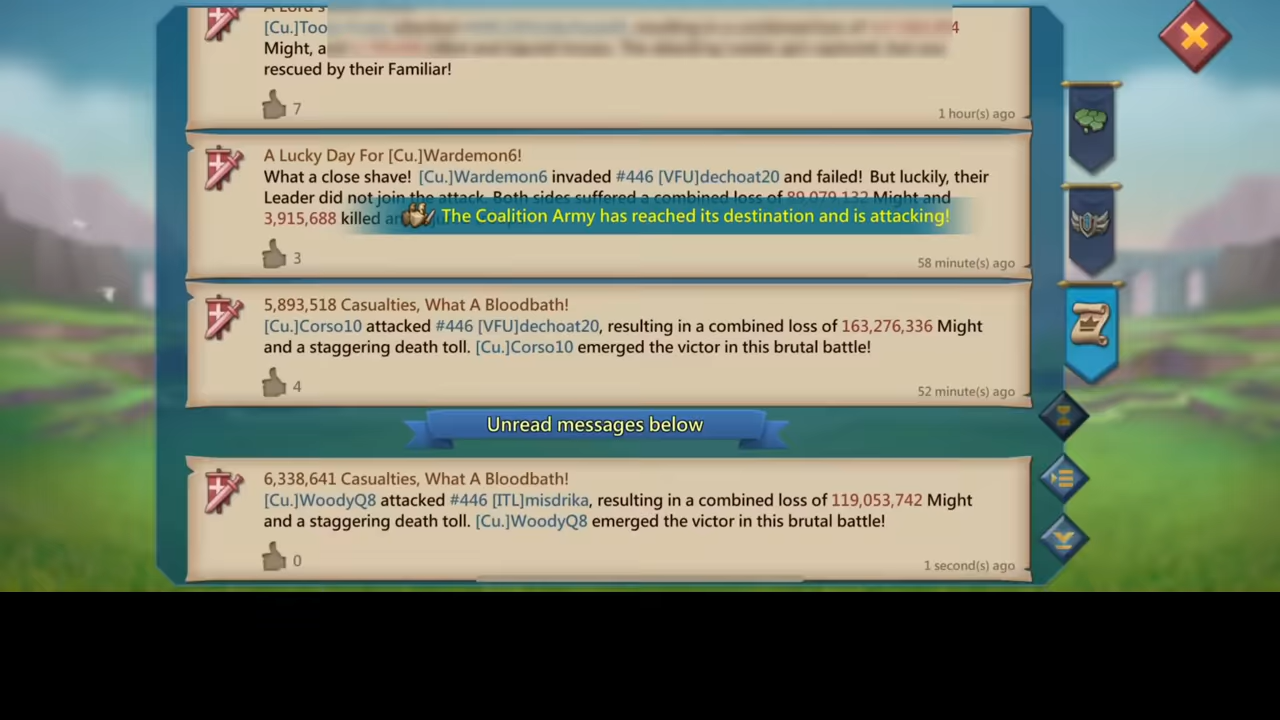 A Lord's
[Cu.]Too
4
Might, a
rescued by their Familiar!
7
1 hour(s) ago
A Lucky Day For [Cu.]Wardemon6!
What a close shave! [Cu.]Wardemon6 invaded #446 [VFU]dechoat20 and failed! But luckily, their
Leader did not join the attack. Both sides suffered a combined loss of 89,079,132 Might and
3,915,688 killed
The Coalition Army has reached its destination and is attacking!
3
58 minute(s) ago
5,893,518 Casualties, What A Bloodbath!
[Cu.]Corso10 attacked #446 [VFU]dechoat20, resulting in a combined loss of 163,276,336 Might
and a staggering death toll. [Cu.]Corso10 emerged the victor in this brutal battle!
4
52 minute(s) ago
Unread messages below
6,338,641 Casualties, What A Bloodbath!
[Cu.]WoodyQ8 attacked #446 [ITL]misdrika, resulting in a combined loss of 119,053,742 Might
and a staggering death toll. [Cu.]WoodyQ8 emerged the victor in this brutal battle!
0
1 second(s) ago